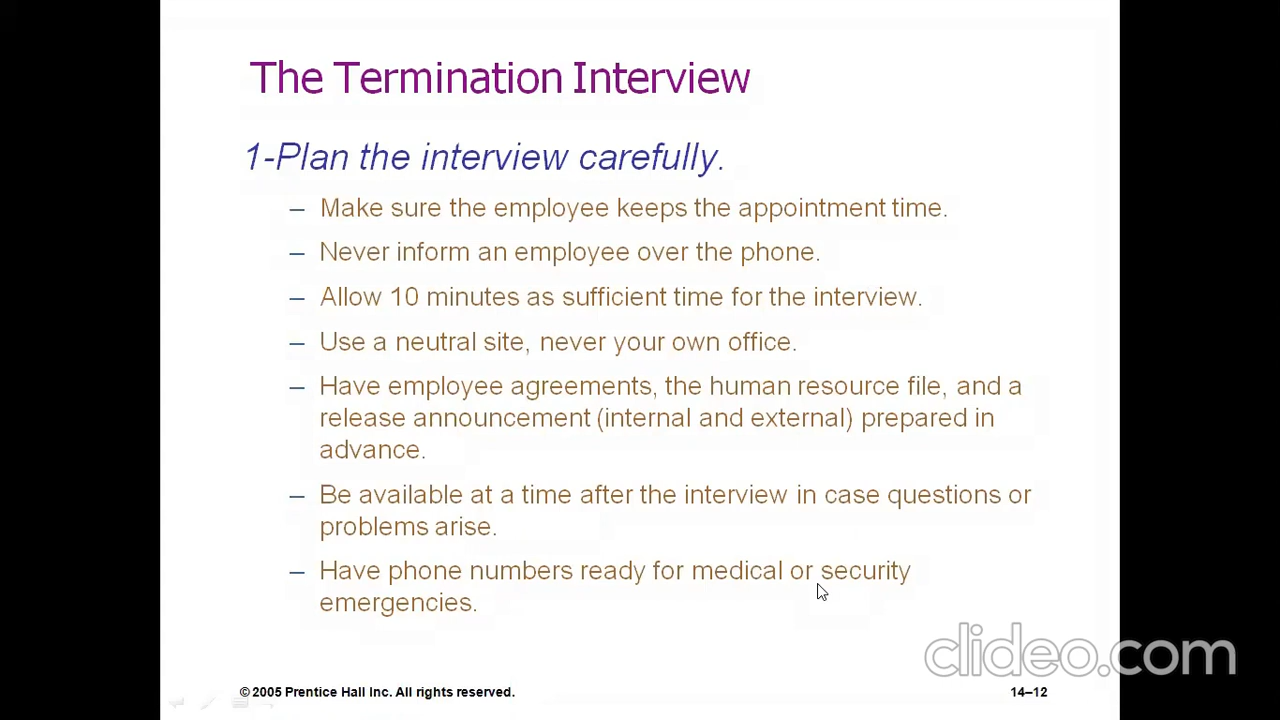 The Termination Interview
1-Plan the interview carefully.
– Make sure the employee keeps the appointment time.
– Never inform an employee over the phone.
– Allow 10 minutes as sufficient time for the interview.
– Use a neutral site, never your own office.
– Have employee agreements, the human resource file, and a
release announcement (internal and external) prepared in
advance.
– Be available at a time after the interview in case questions or
problems arise.
– Have phone numbers ready for medical or security
emergencies.
clideo.com
© 2005 Prentice Hall Inc. All rights reserved.
14–12